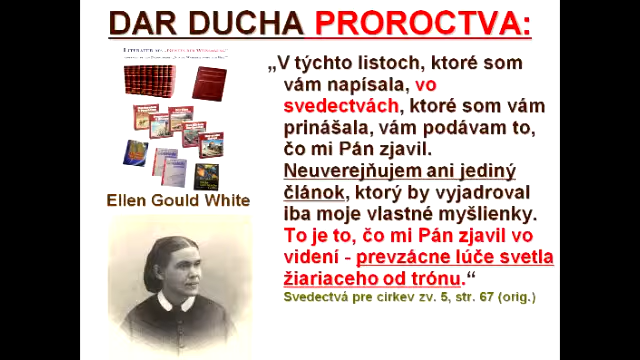 DAR DUCHA PROROCTVA:
„V týchto listoch, ktoré som
vám napísala, vo
svedectvách, ktoré som vám
prinášala, vám podávam to,
čo mi Pán zjavil.
Neuverejňujem ani jediný
článok, ktorý by vyjadroval
iba moje vlastné myšlienky.
To je to, čo mi Pán zjavil vo
videní - prevzácne lúče svetla
žiariaceho od trónu.“
Svedectvá pre cirkev zv. 5, str. 67 (orig.)
Ellen Gould White